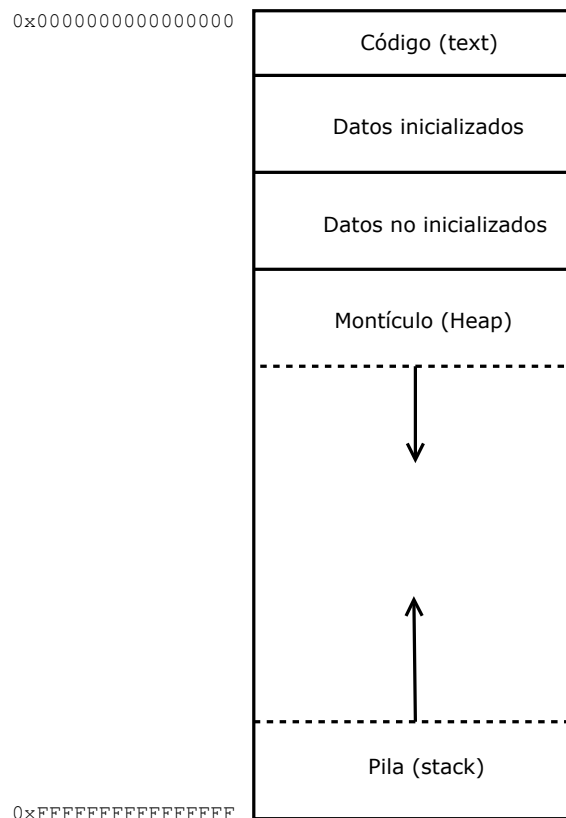 0x0000000000000000
Código (text)
Datos inicializados
Datos no inicializados
Montículo (Heap)
Pila (stack)
0xFFFFFFFFFFFFFFFF